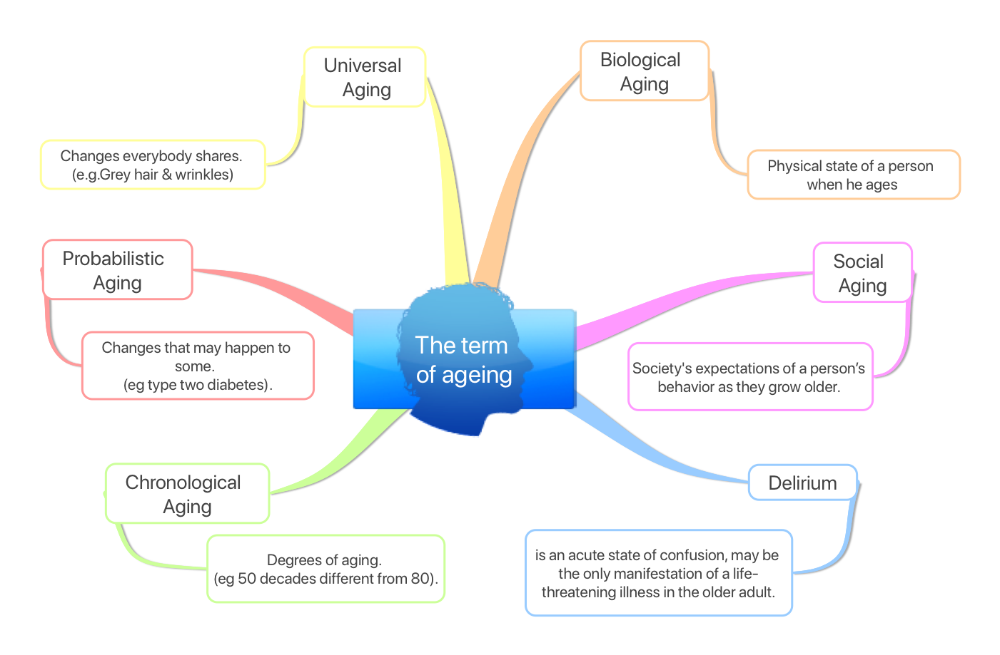 The term
of ageing
Universal
Aging
Changes everybody shares.
(e.g.Grey hair & wrinkles)
Probabilistic
Aging
Changes that may happen to
some.
(eg type two diabetes).
Chronological
Aging
Degrees of aging.
(eg 50 decades different from 80).
Biological
Aging
Physical state of a person
when he ages
Social
Aging
Society's expectations of a person’s
behavior as they grow older.
Delirium
is an acute state of confusion, may be
the only manifestation of a life-
threatening illness in the older adult.